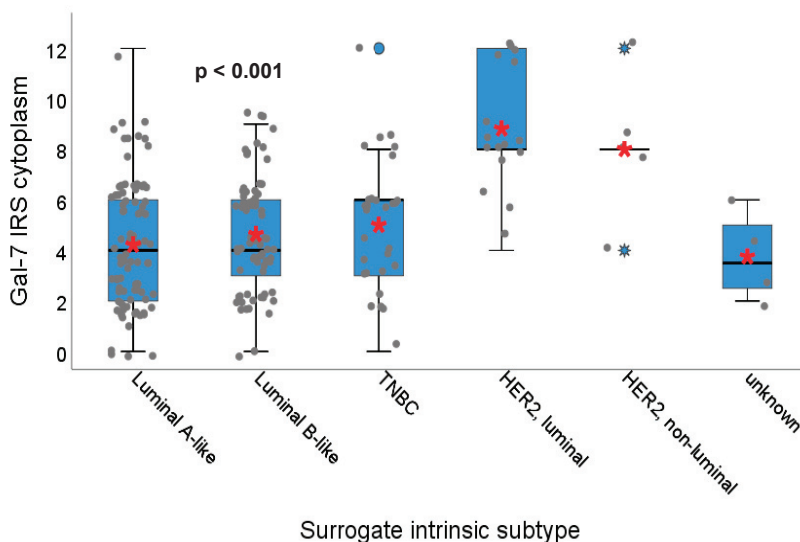 Gal-7 IRS cytoplasm
12
10
8
6
4
2
0
p < 0.001
Luminal A-like
Luminal B-like
TNBC
HER2, luminal
HER2, non-luminal
unknown
Surrogate intrinsic subtype